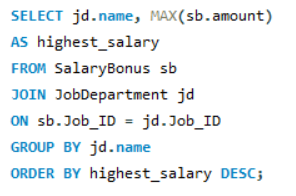 SELECT jd.name, MAX(sb.amount)
AS highest_salary
FROM SalaryBonus sb
JOIN JobDepartment jd
ON sb.Job_ID = jd.Job_ID
GROUP BY jd.name
ORDER BY highest_salary DESC;